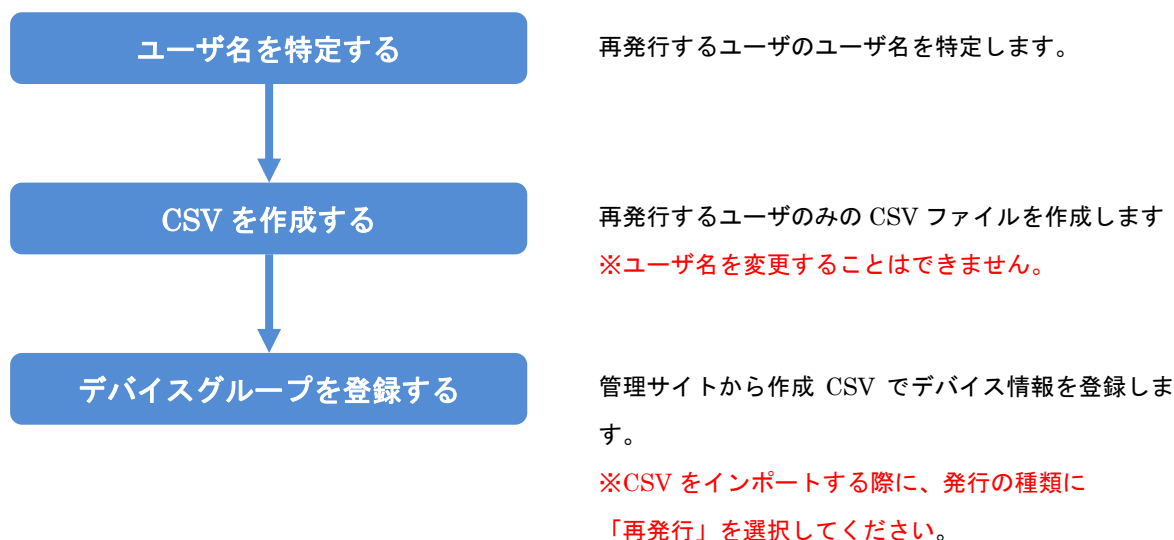 ユーザ名を特定する
再発行するユーザのユーザ名を特定します。
CSV を作成する
再発行するユーザのみの CSV ファイルを作成します
※ユーザ名を変更することはできません。
デバイスグループを登録する
管理サイトから作成 CSV でデバイス情報を登録しま
す。
※CSV をインポートする際に、発行の種類に
「再発行」を選択してください。